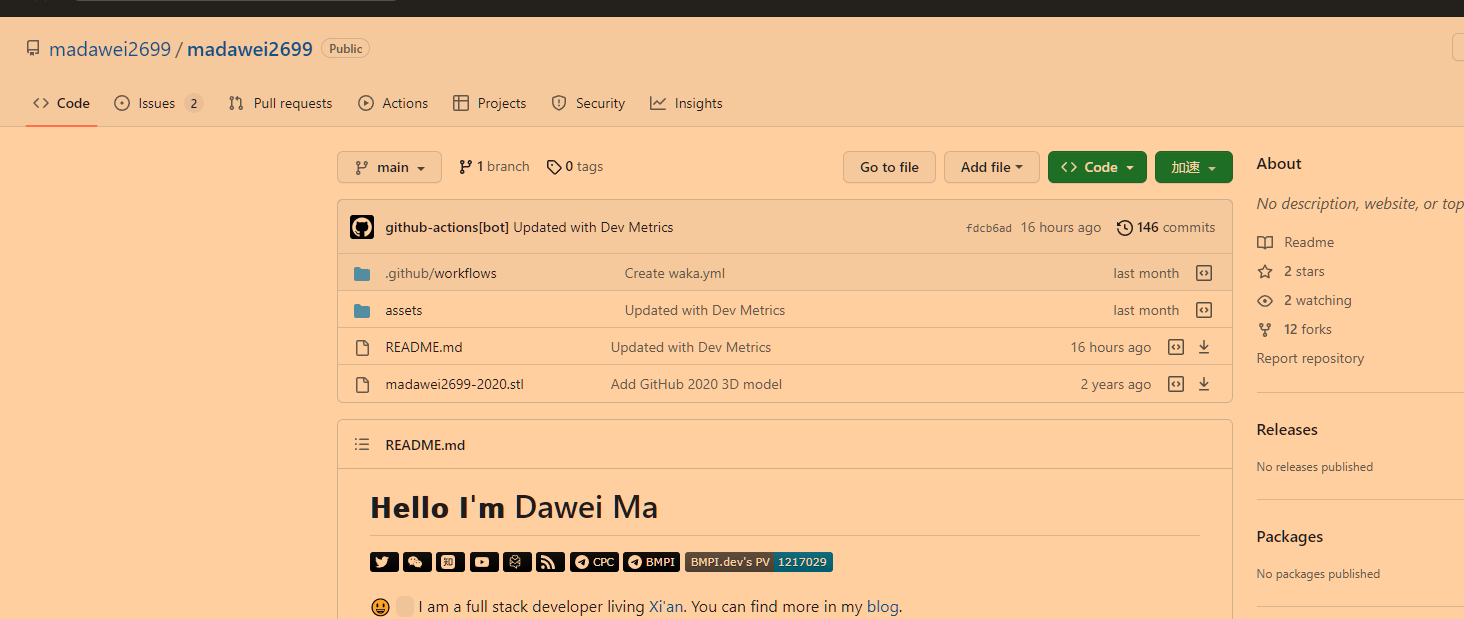 madawei2699 / madawei2699 Public
Code Issues 2 Pull requests Actions Projects Security Insights
main 1 branch 0 tags Go to file Add file Code 加速
github-actions[bot] Updated with Dev Metrics fdcb6ad 16 hours ago 146 commits
.github/workflows Create waka.yml last month
assets Updated with Dev Metrics last month
README.md Updated with Dev Metrics 16 hours ago
madawei2699-2020.stl Add GitHub 2020 3D model 2 years ago
README.md
Hello I'm Dawei Ma
知 CPC BMPI BMPI.dev's PV 1217029
I am a full stack developer living Xi'an. You can find more in my blog.
About
No description, website, or top
Readme
2 stars
2 watching
12 forks
Report repository
Releases
No releases published
Packages
No packages published